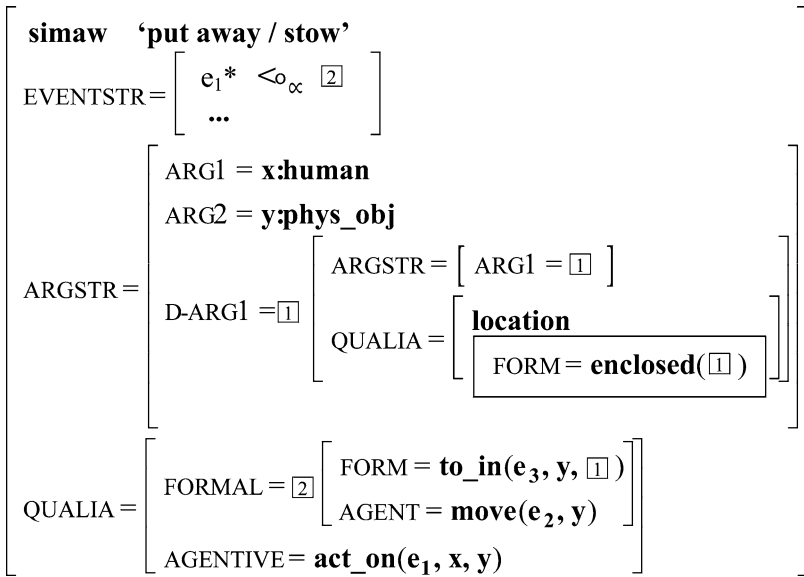 simaw ‘put away / stow’
EVENTSTR = [ e₁* <o∝ [2]
... ]
ARGSTR = [ ARG1 = x:human
ARG2 = y:phys_obj
D-ARG1 = [1] [ ARGSTR = [ ARG1 = [1] ]
QUALIA = [ location
FORM = enclosed( [1] ) ] ] ]
QUALIA = [ FORMAL = [2] [ FORM = to_in(e₃, y, [1] )
AGENT = move(e₂, y) ]
AGENTIVE = act_on(e₁, x, y) ]